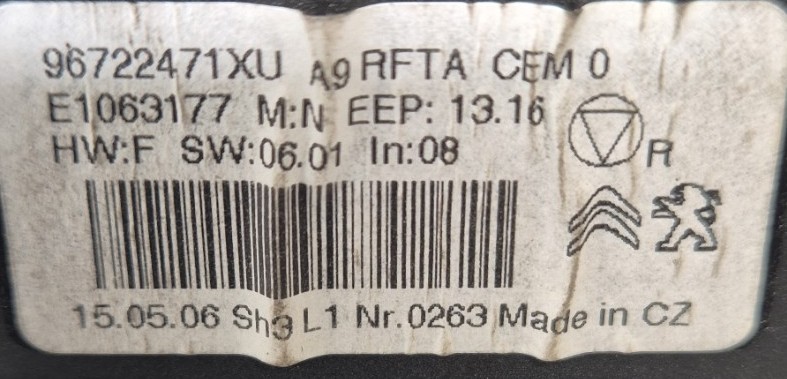 96722471XU A9 RFTA CEM 0
E1063177 M:N EEP: 13.16
HW:F SW:06.01 In:08
R
15.05.06 Sh3 L1 Nr.0263 Made in CZ